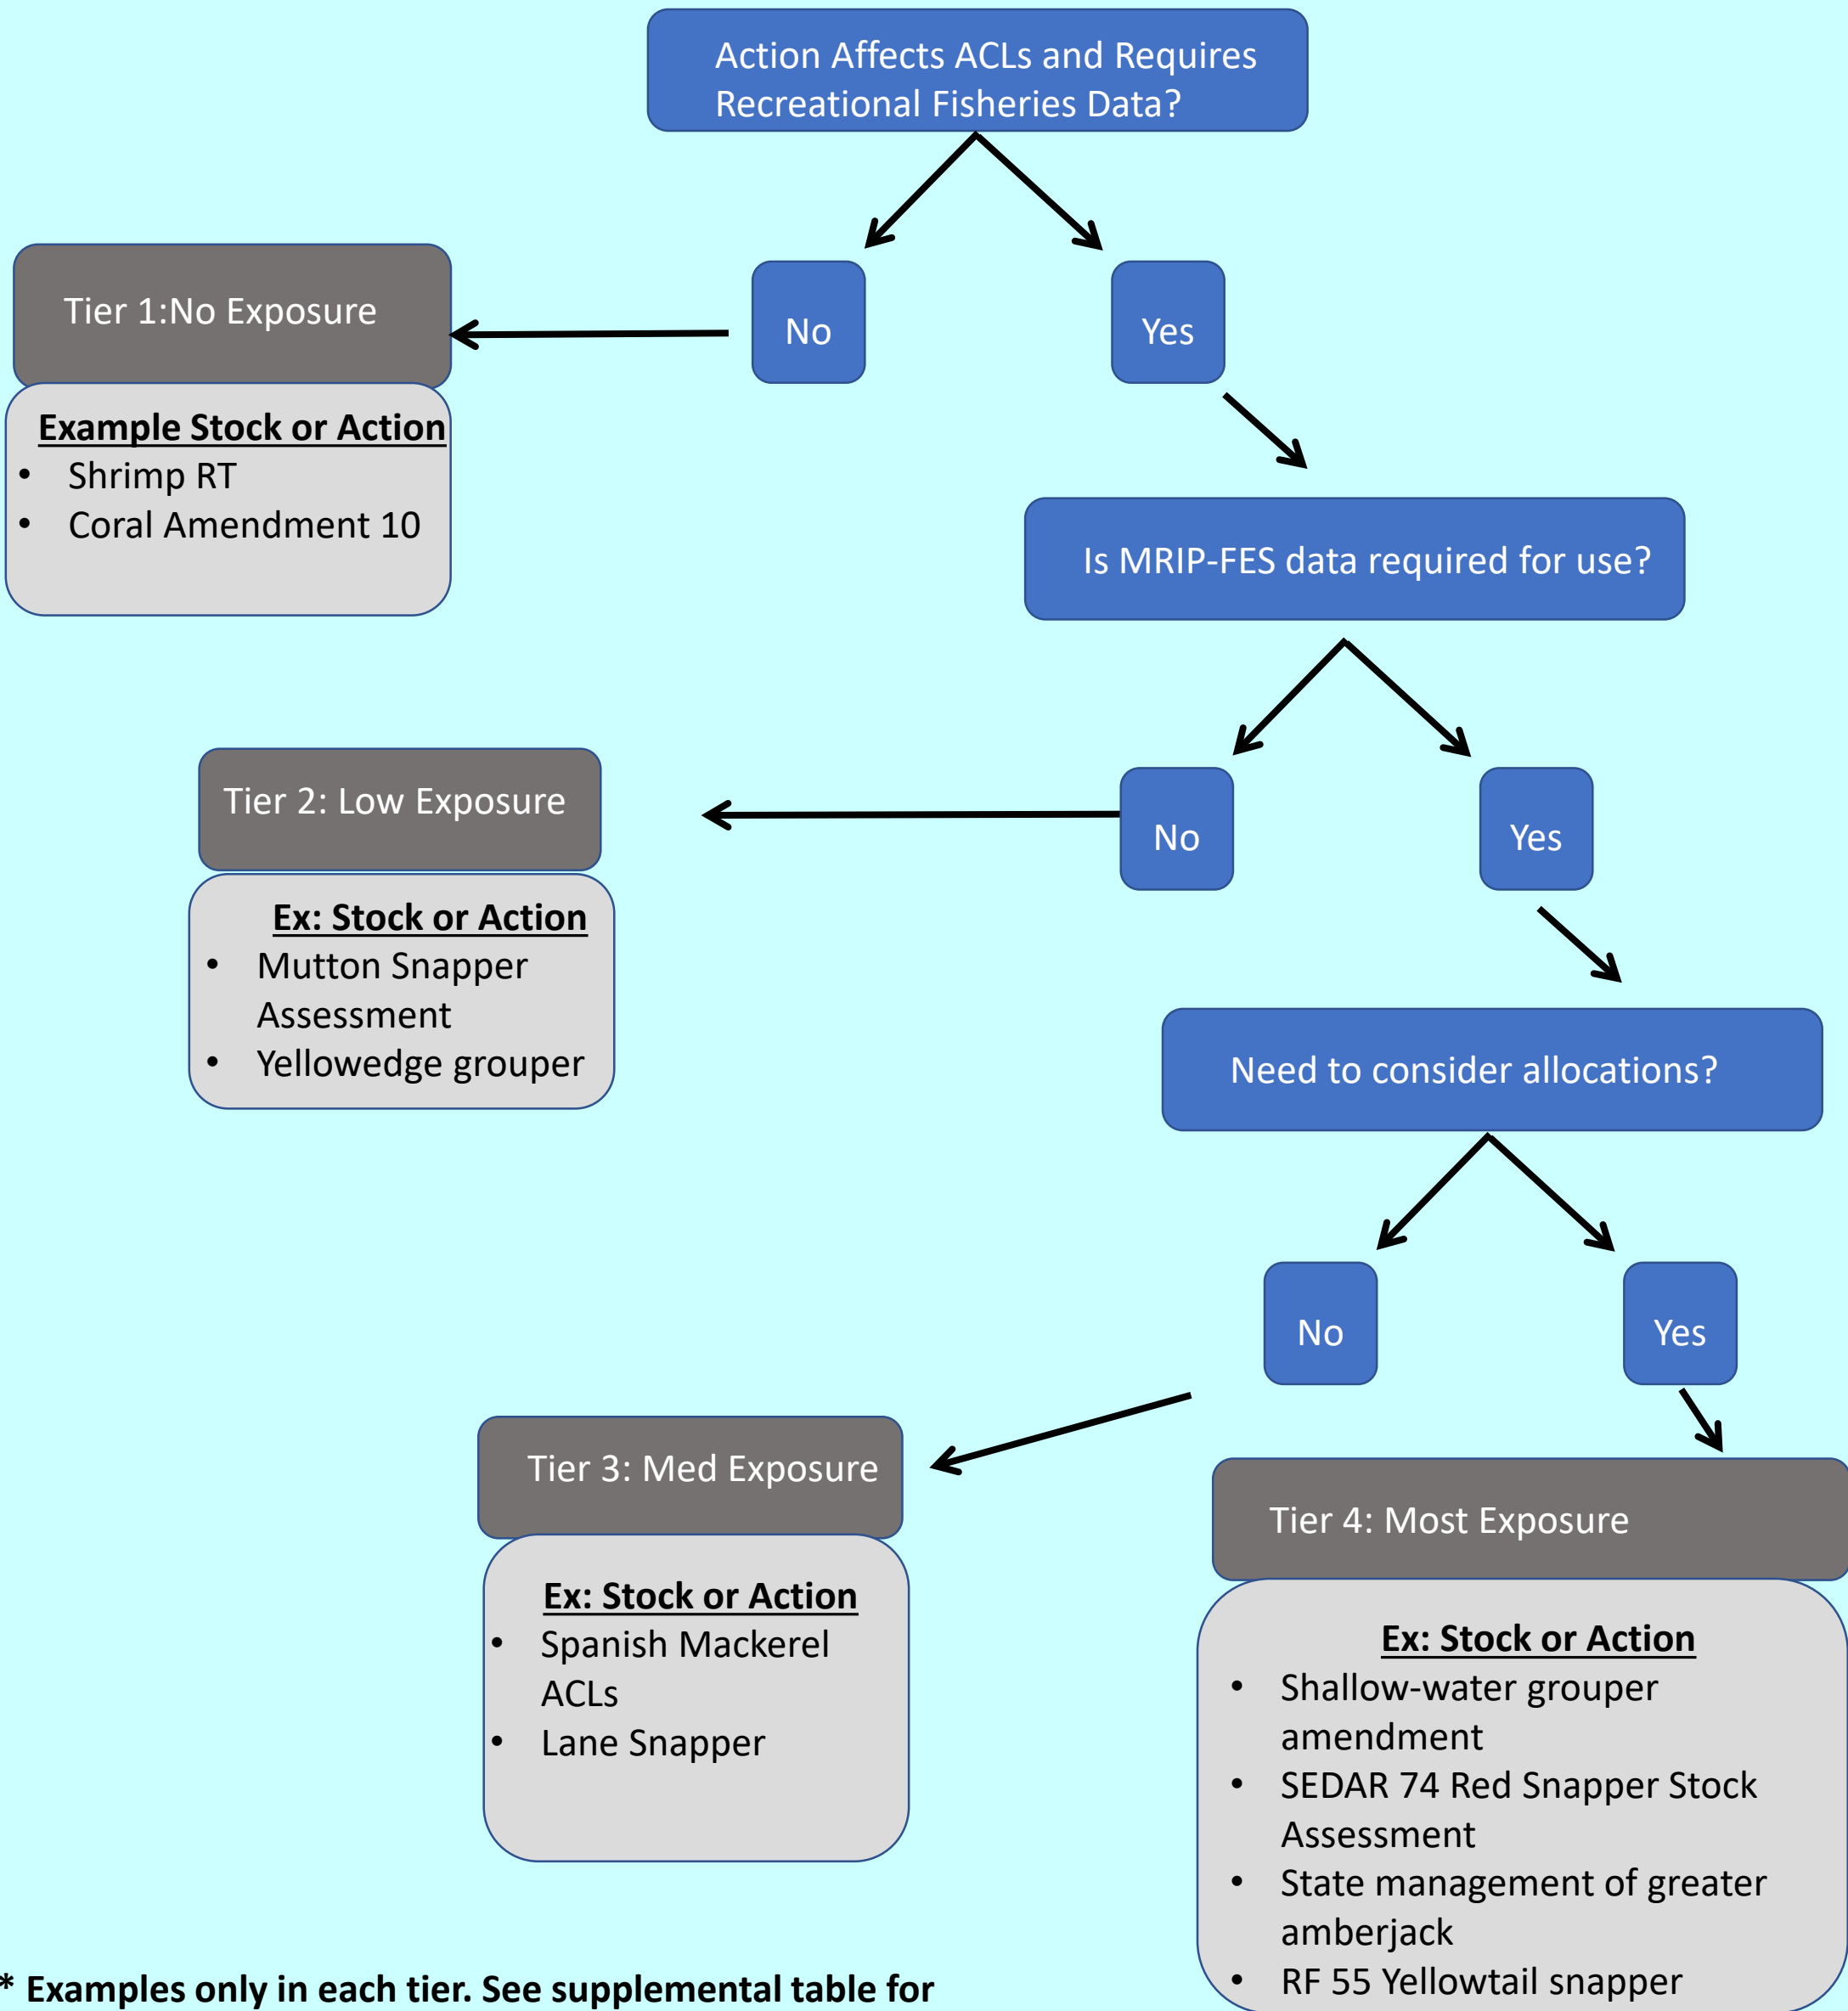 Action Affects ACLs and Requires
Recreational Fisheries Data?
No
Yes
Tier 1:No Exposure
Example Stock or Action
• Shrimp RT
• Coral Amendment 10
Is MRIP-FES data required for use?
No
Yes
Tier 2: Low Exposure
Ex: Stock or Action
• Mutton Snapper
Assessment
• Yellowedge grouper
Need to consider allocations?
No
Yes
Tier 3: Med Exposure
Ex: Stock or Action
• Spanish Mackerel
ACLs
• Lane Snapper
Tier 4: Most Exposure
Ex: Stock or Action
• Shallow-water grouper
amendment
• SEDAR 74 Red Snapper Stock
Assessment
• State management of greater
amberjack
• RF 55 Yellowtail snapper
* Examples only in each tier. See supplemental table for